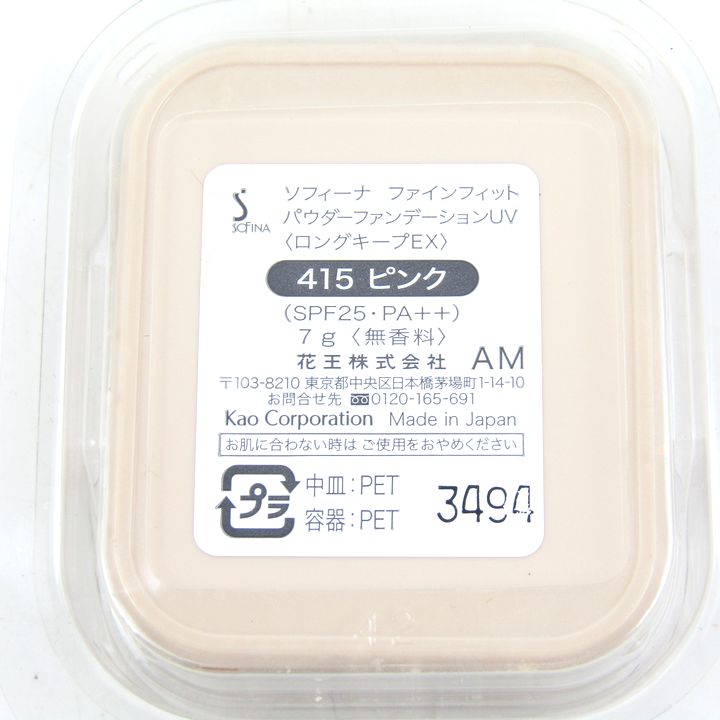 SOFINA
ソフィーナ ファインフィット
パウダーファンデーションUV
〈ロングキープEX〉
415 ピンク
(SPF25・PA++)
7g〈無香料〉
花王株式会社 AM
〒103-8210 東京都中央区日本橋茅場町1-14-10
お問合せ先 0120-165-691
Kao Corporation Made in Japan
お肌に合わない時は ご使用をおやめください
プラ
中皿:PET
容器:PET
3494